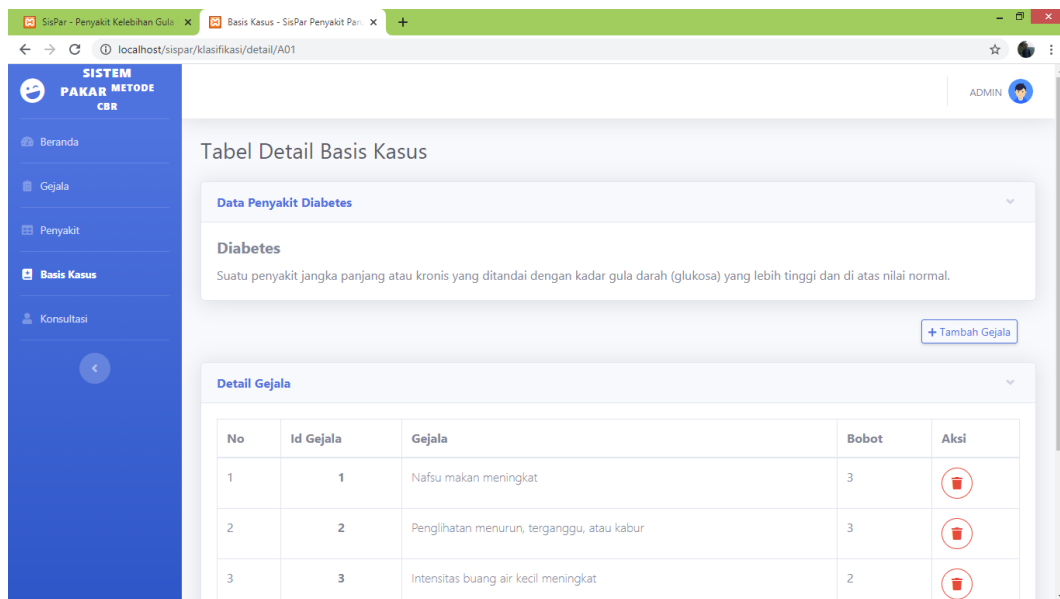 SisPar - Penyakit Kelebihan Gula
Basis Kasus - SisPar Penyakit Par
localhost/sispar/klasifikasi/detail/A01
SISTEM
PAKAR METODE
CBR
ADMIN
Beranda
Gejala
Penyakit
Basis Kasus
Konsultasi
Tabel Detail Basis Kasus
Data Penyakit Diabetes
Diabetes
Suatu penyakit jangka panjang atau kronis yang ditandai dengan kadar gula darah (glukosa) yang lebih tinggi dan di atas nilai normal.
+ Tambah Gejala
Detail Gejala
No Id Gejala Gejala Bobot Aksi
1 1 Nafsu makan meningkat 3
2 2 Penglihatan menurun, terganggu, atau kabur 3
3 3 Intensitas buang air kecil meningkat 2